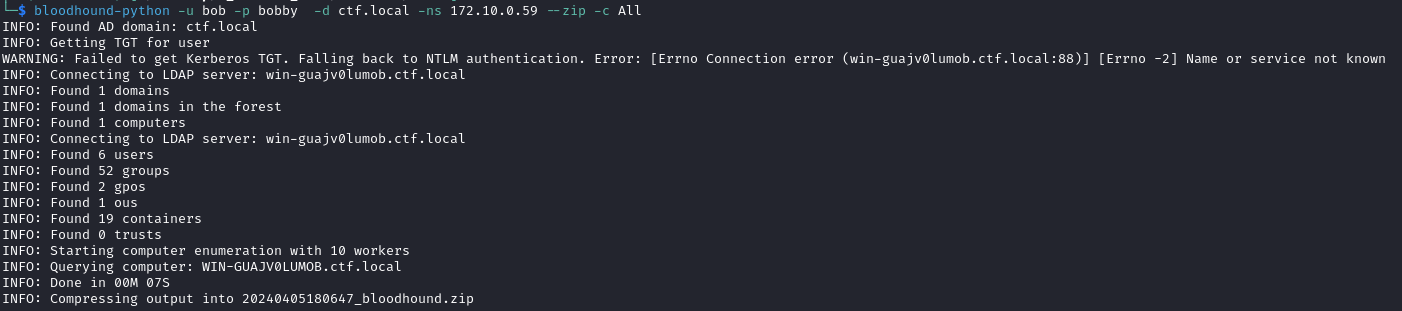 └─$ bloodhound-python -u bob -p bobby  -d ctf.local -ns 172.10.0.59 --zip -c All
INFO: Found AD domain: ctf.local
INFO: Getting TGT for user
WARNING: Failed to get Kerberos TGT. Falling back to NTLM authentication. Error: [Errno Connection error (win-guajv0lumob.ctf.local:88)] [Errno -2] Name or service not known
INFO: Connecting to LDAP server: win-guajv0lumob.ctf.local
INFO: Found 1 domains
INFO: Found 1 domains in the forest
INFO: Found 1 computers
INFO: Connecting to LDAP server: win-guajv0lumob.ctf.local
INFO: Found 6 users
INFO: Found 52 groups
INFO: Found 2 gpos
INFO: Found 1 ous
INFO: Found 19 containers
INFO: Found 0 trusts
INFO: Starting computer enumeration with 10 workers
INFO: Querying computer: WIN-GUAJV0LUMOB.ctf.local
INFO: Done in 00M 07S
INFO: Compressing output into 20240405180647_bloodhound.zip